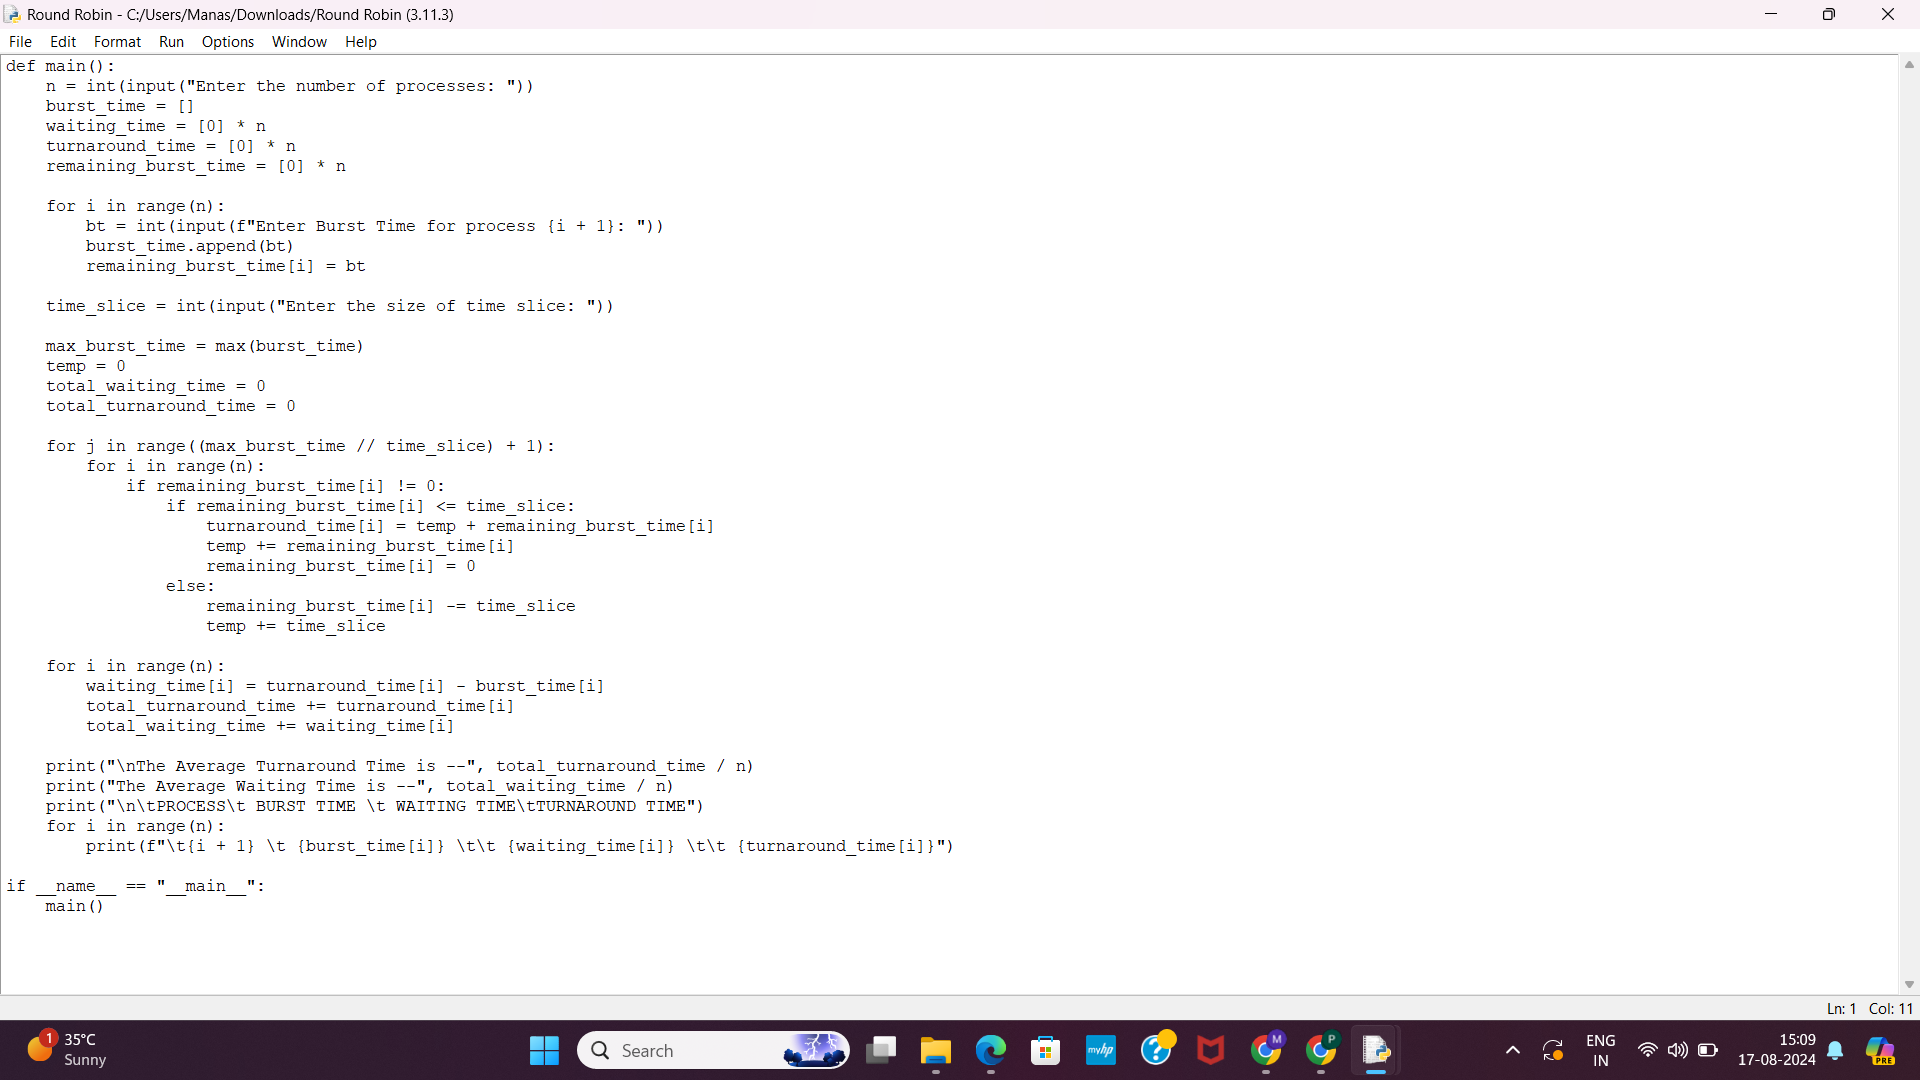 Round Robin - C:/Users/Manas/Downloads/Round Robin (3.11.3)
File Edit Format Run Options Window Help
def main():
    n = int(input("Enter the number of processes: "))
    burst_time = []
    waiting_time = [0] * n
    turnaround_time = [0] * n
    remaining_burst_time = [0] * n

    for i in range(n):
        bt = int(input(f"Enter Burst Time for process {i + 1}: "))
        burst_time.append(bt)
        remaining_burst_time[i] = bt

    time_slice = int(input("Enter the size of time slice: "))

    max_burst_time = max(burst_time)
    temp = 0
    total_waiting_time = 0
    total_turnaround_time = 0

    for j in range((max_burst_time // time_slice) + 1):
        for i in range(n):
            if remaining_burst_time[i] != 0:
                if remaining_burst_time[i] <= time_slice:
                    turnaround_time[i] = temp + remaining_burst_time[i]
                    temp += remaining_burst_time[i]
                    remaining_burst_time[i] = 0
                else:
                    remaining_burst_time[i] -= time_slice
                    temp += time_slice

    for i in range(n):
        waiting_time[i] = turnaround_time[i] - burst_time[i]
        total_turnaround_time += turnaround_time[i]
        total_waiting_time += waiting_time[i]

    print("\nThe Average Turnaround Time is --", total_turnaround_time / n)
    print("The Average Waiting Time is --", total_waiting_time / n)
    print("\n\tPROCESS\t BURST TIME \t WAITING TIME\tTURNAROUND TIME")
    for i in range(n):
        print(f"\t{i + 1} \t {burst_time[i]} \t\t {waiting_time[i]} \t\t {turnaround_time[i]}")

if __name__ == "__main__":
    main()
Ln: 1 Col: 11
1
35°C
Sunny
Search
myhp
?
M
P
ENG
IN
15:09
17-08-2024
PRE